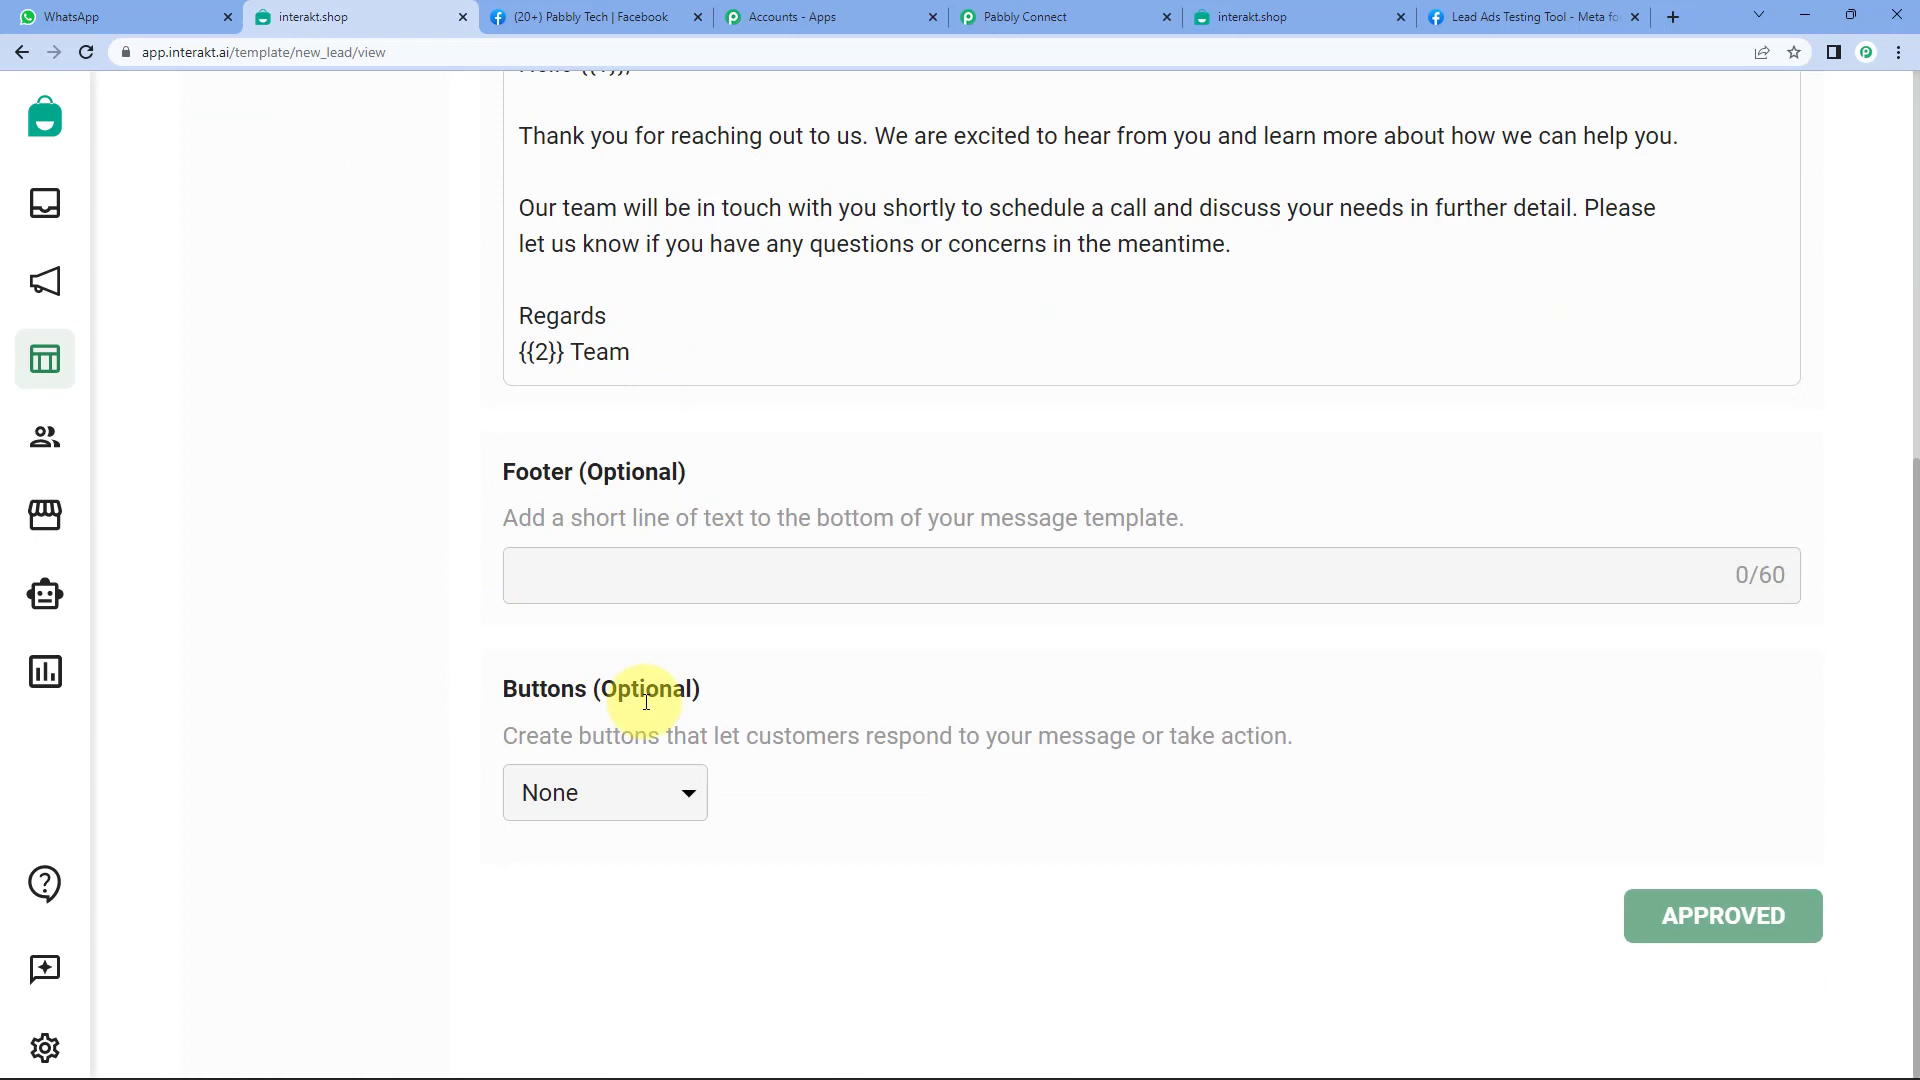 WhatsApp
interakt.shop
(20+) Pabbly Tech | Facebook
Accounts - Apps
Pabbly Connect
interakt.shop
Lead Ads Testing Tool - Meta fo
app.interakt.ai/template/new_lead/view
Thank you for reaching out to us. We are excited to hear from you and learn more about how we can help you.
Our team will be in touch with you shortly to schedule a call and discuss your needs in further detail. Please
let us know if you have any questions or concerns in the meantime.
Regards
{{2}} Team
Footer (Optional)
Add a short line of text to the bottom of your message template.
0/60
Buttons (Optional)
Create buttons that let customers respond to your message or take action.
None
APPROVED